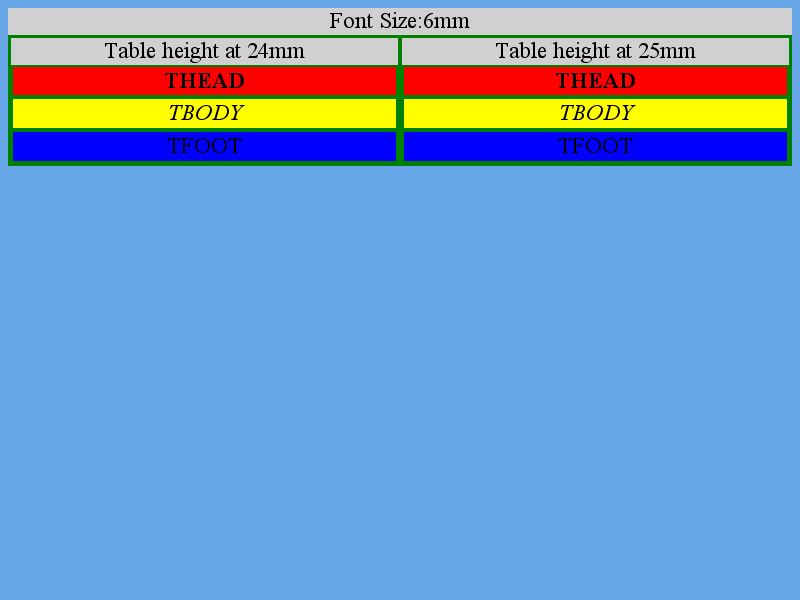 Font Size:6mm
Table height at 24mm Table height at 25mm
THEAD THEAD
TBODY TBODY
TFOOT TFOOT